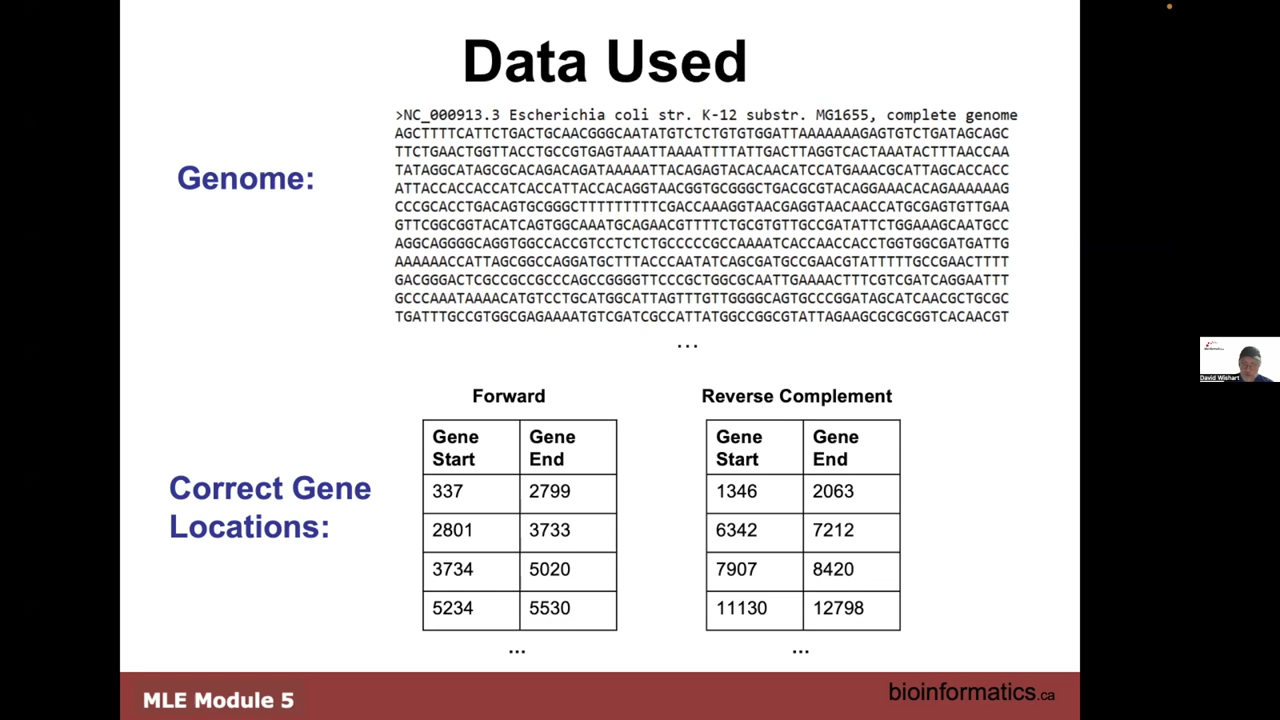 Data Used
Genome:
>NC_000913.3 Escherichia coli str. K-12 substr. MG1655, complete genome
AGCTTTTCATTCTGACTGCAACGGGCAATATGTCTCTGTGTGGATTAAAAAAAGAGTGTCTGATAGCAGC
TTCTGAACTGGTTACCTGCCGTGAGTAAATTAAAATTTTATTGACTTAGGTCACTAAATACTTTAACCAA
TATAGGCATAGCGCACAGACAGATAAAAATTACAGAGTACACAACATCCATGAAACGCATTAGCACCACC
ATTACCACCACCATCACCATTACCACAGGTAACGGTGCGGGCTGACGCGTACAGGAAACACAGAAAAAAG
CCCGCACCTGACAGTGCGGGCTTTTTTTTTCGACCAAAGGTAACGAGGTAACAACCATGCGAGTGTTGAA
GTTCGGCGGTACATCAGTGGCAAATGCAGAACGTTTTCTGCGTGTTGCCGATATTCTGGAAAGCAATGCC
AGGCAGGGGCAGGTGGCCACCGTCCTCTCTGCCCCCGCCAAAATCACCAACCACCTGGTGGCGATGATTG
AAAAAACCATTAGCGGCCAGGATGCTTTACCCAATATCAGCGATGCCGAACGTATTTTTGCCGAACTTTT
GACGGGACTCGCCGCCGCCCAGCCGGGGTTCCCGCTGGCGCAATTGAAAACTTTCGTCGATCAGGAATTT
GCCCAAATAAAACATGTCCTGCATGGCATTAGTTTGTTGGGGCAGTGCCCGGATAGCATCAACGCTGCGC
TGATTTGCCGTGGCGAGAAAATGTCGATCGCCATTATGGCCGGCGTATTAGAAGCGCGCGGTCACAACGT
...
Correct Gene
Locations:
Forward
Gene Start Gene End
337 2799
2801 3733
3734 5020
5234 5530
...
Reverse Complement
Gene Start Gene End
1346 2063
6342 7212
7907 8420
11130 12798
...
MLE Module 5
bioinformatics.ca
David Wishart